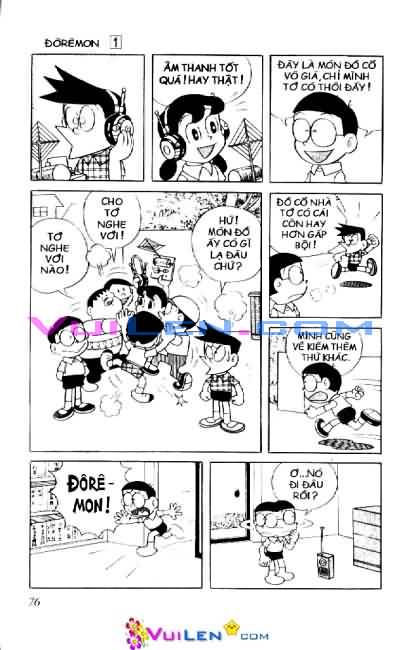 ĐÔRÊMON 1
ÂM THANH TỐT
QUÁ! HAY THẬT!
ĐÂY LÀ MÓN ĐỒ CỔ
VÔ GIÁ, CHỈ MÌNH
TỚ CÓ THÔI ĐẤY!
TỚ
NGHE
VỚI
NÀO!
CHO
TỚ
NGHE
VỚI!
HỨ!
MÓN ĐỒ
ẤY CÓ GÌ
LẠ ĐÂU
CHỨ?
ĐỒ CỔ NHÀ
TỚ CÓ CÁI
CÒN HAY
HƠN GẤP
BỘI!
MÌNH CŨNG
VỀ KIẾM THÊM
THỨ KHÁC.
VUILEN.COM
ĐÔRÊ-
MON!
Ơ...NÓ
ĐI ĐÂU
RỒI?
76
VUILEN.COM